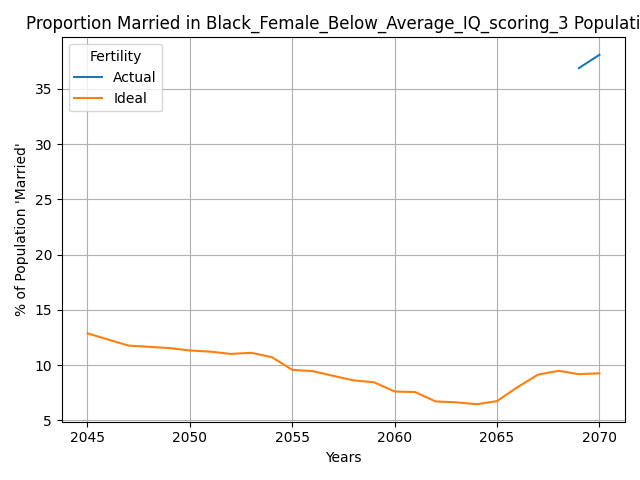 Proportion Married in Black_Female_Below_Average_IQ_scoring_3 Populati
Fertility
Actual
Ideal
% of Population 'Married'
35
30
25
20
15
10
5
2045 2050 2055 2060 2065 2070
Years